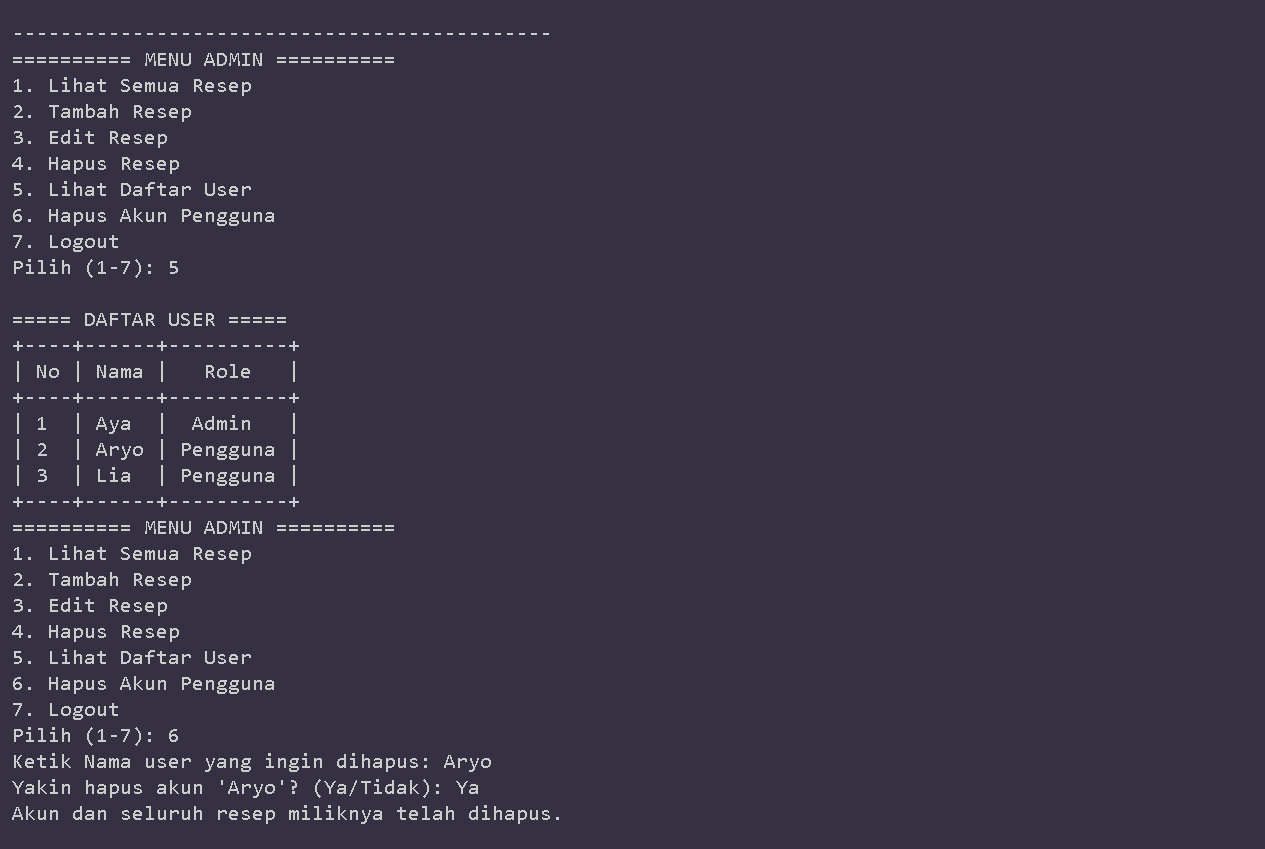 ---------------------------------------------
========== MENU ADMIN ==========
1. Lihat Semua Resep
2. Tambah Resep
3. Edit Resep
4. Hapus Resep
5. Lihat Daftar User
6. Hapus Akun Pengguna
7. Logout
Pilih (1-7): 5

===== DAFTAR USER =====
+----+------+----------+
| No | Nama |   Role   |
+----+------+----------+
| 1  | Aya  |  Admin   |
| 2  | Aryo | Pengguna |
| 3  | Lia  | Pengguna |
+----+------+----------+
========== MENU ADMIN ==========
1. Lihat Semua Resep
2. Tambah Resep
3. Edit Resep
4. Hapus Resep
5. Lihat Daftar User
6. Hapus Akun Pengguna
7. Logout
Pilih (1-7): 6
Ketik Nama user yang ingin dihapus: Aryo
Yakin hapus akun 'Aryo'? (Ya/Tidak): Ya
Akun dan seluruh resep miliknya telah dihapus.